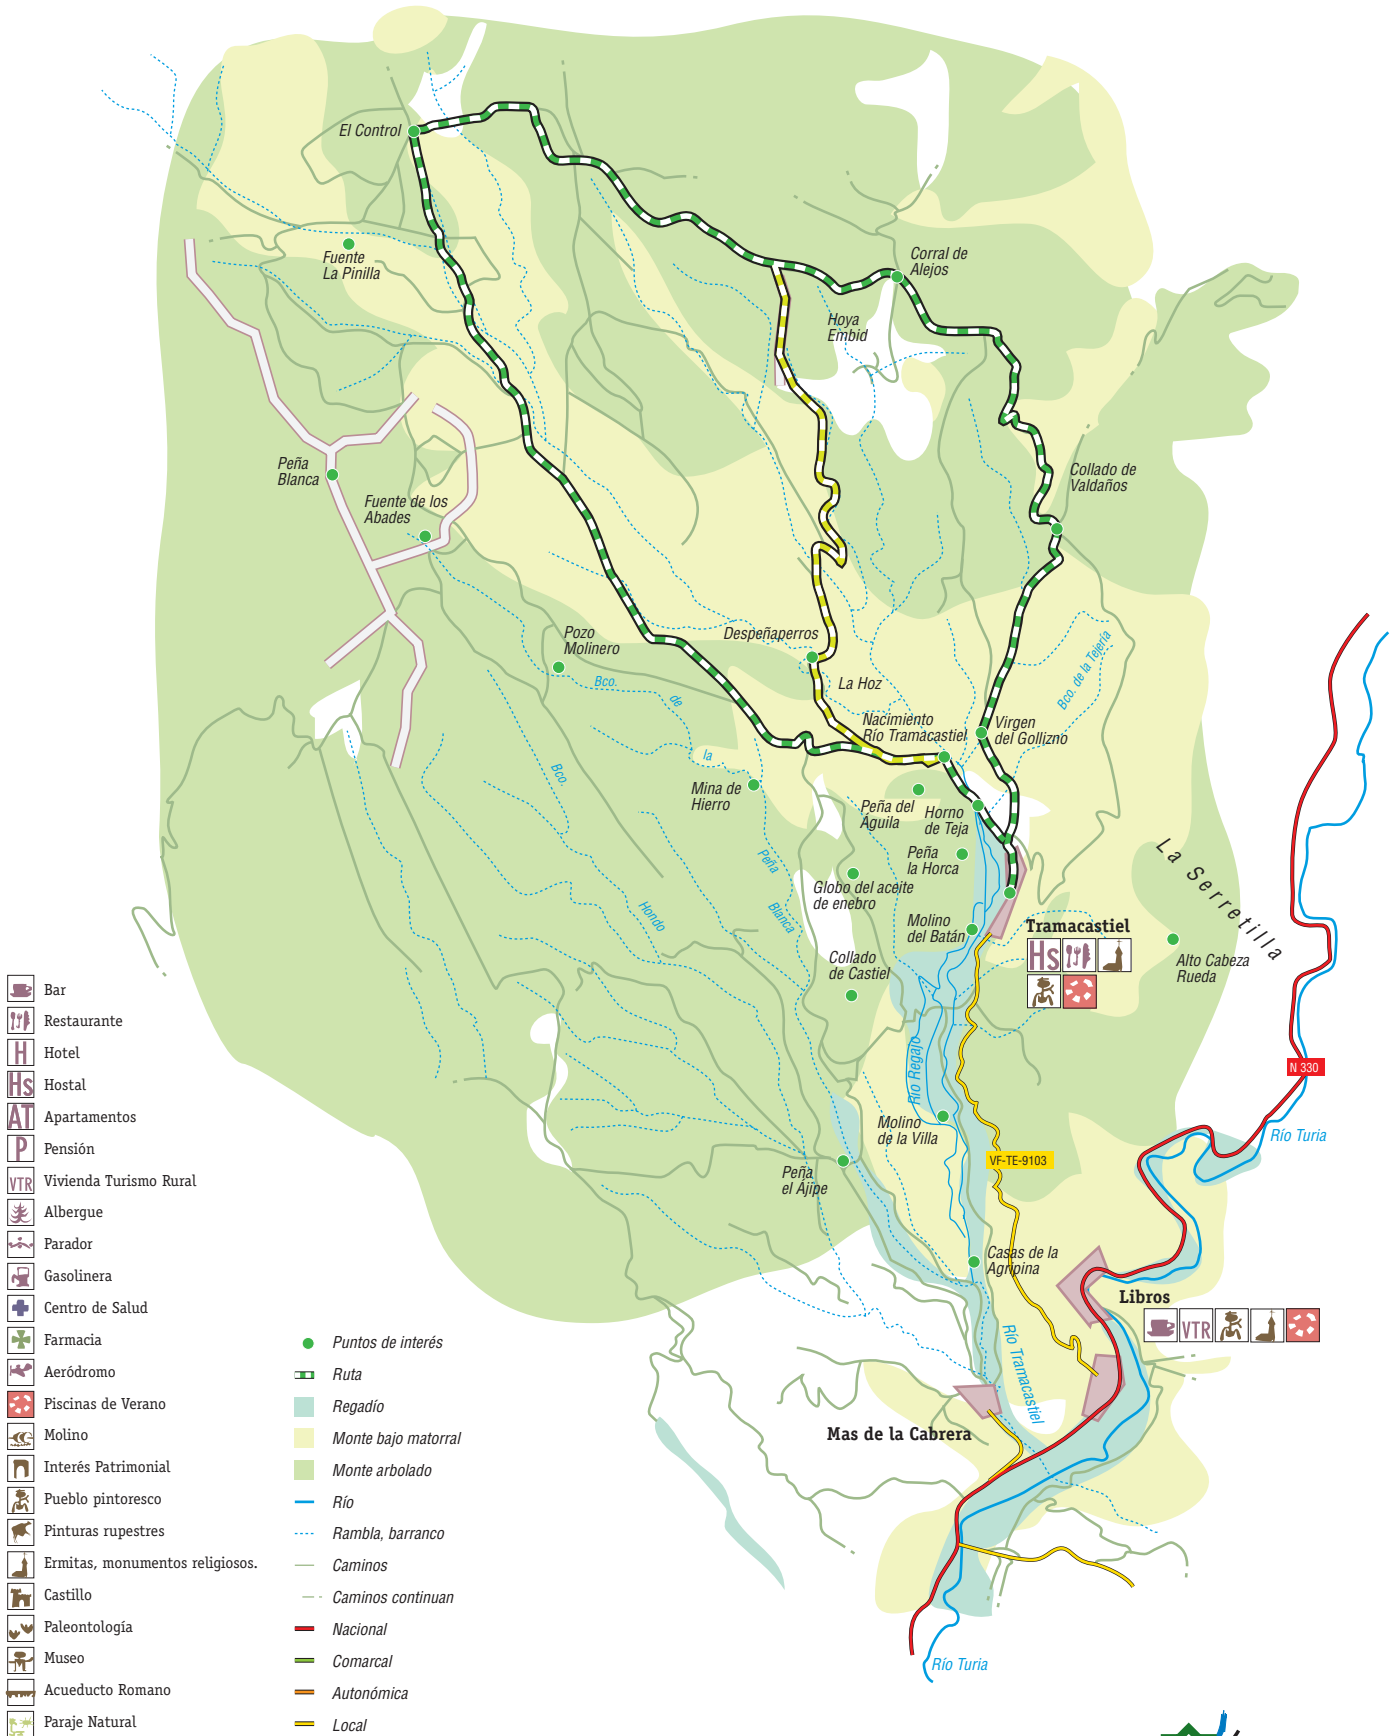 El Control
Fuente
La Pinilla
Corral de
Alejos
Hoya
Embid
Peña
Blanca
Fuente de los
Abades
Collado de
Valdaños
Pozo
Molinero
Despeñaperros
Bco. de la Tejería
Bco.
de
la
Peña
Blanca
La Hoz
Nacimiento
Río Tramacastiel
Virgen
del Gollizno
Bco.
Hondo
Mina de
Hierro
Peña del
Águila
Horno
de Teja
Peña
la Horca
Globo del aceite
de enebro
La Serretilla
Molino
del Batán
Tramacastiel
Hs
Collado
de Castiel
Alto Cabeza
Rueda
Río Regajo
N 330
Molino
de la Villa
Río Turia
VF-TE-9103
Peña
el Ajipe
Casas de la
Agripina
Libros
VTR
Río Tramacastiel
Mas de la Cabrera
Río Turia
Bar
Restaurante
H Hotel
Hs Hostal
AT Apartamentos
P Pensión
VTR Vivienda Turismo Rural
Albergue
Parador
Gasolinera
Centro de Salud
Farmacia
Aeródromo
Piscinas de Verano
Molino
Interés Patrimonial
Pueblo pintoresco
Pinturas rupestres
Ermitas, monumentos religiosos.
Castillo
Paleontología
Museo
Acueducto Romano
Paraje Natural
Puntos de interés
Ruta
Regadío
Monte bajo matorral
Monte arbolado
Río
Rambla, barranco
Caminos
Caminos continuan
Nacional
Comarcal
Autonómica
Local